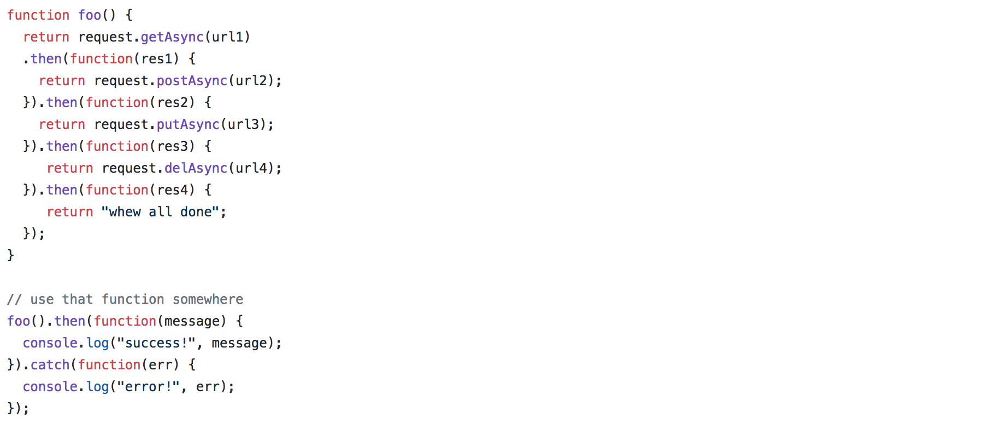 function foo() {
  return request.getAsync(url1)
  .then(function(res1) {
    return request.postAsync(url2);
  }).then(function(res2) {
    return request.putAsync(url3);
  }).then(function(res3) {
     return request.delAsync(url4);
  }).then(function(res4) {
     return "whew all done";
  });
}

// use that function somewhere
foo().then(function(message) {
  console.log("success!", message);
}).catch(function(err) {
  console.log("error!", err);
});